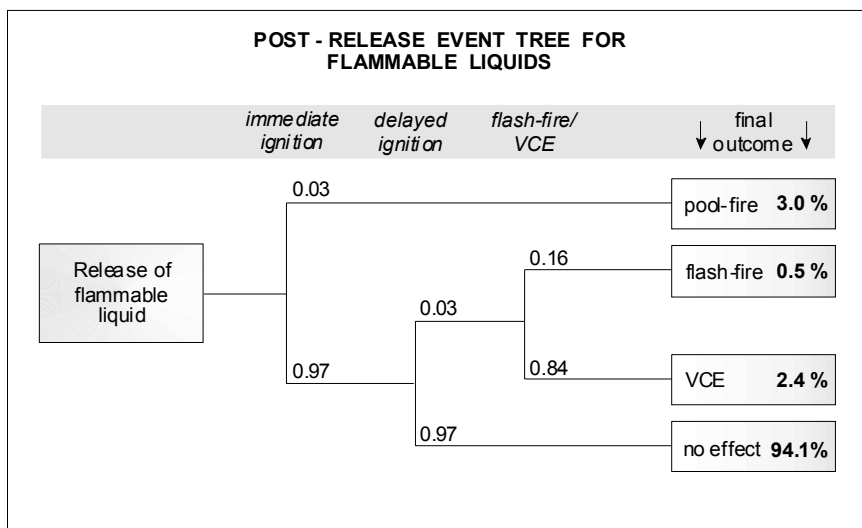 POST - RELEASE EVENT TREE FOR
FLAMMABLE LIQUIDS
immediate
ignition
delayed
ignition
flash-fire/
VCE
↓ final ↓
outcome
0.03
pool-fire 3.0 %
Release of
flammable
liquid
0.16
flash-fire 0.5 %
0.03
0.97
0.84
VCE 2.4 %
0.97
no effect 94.1%